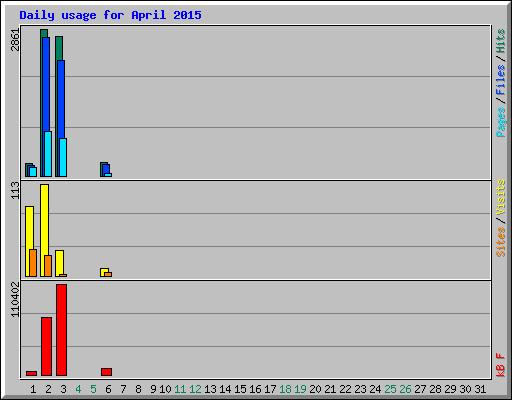 Daily usage for April 2015
2861
Pages / Files / Hits
113
Sites / Visits
110402
kB F
1 2 3 4 5 6 7 8 9 10 11 12 13 14 15 16 17 18 19 20 21 22 23 24 25 26 27 28 29 30 31